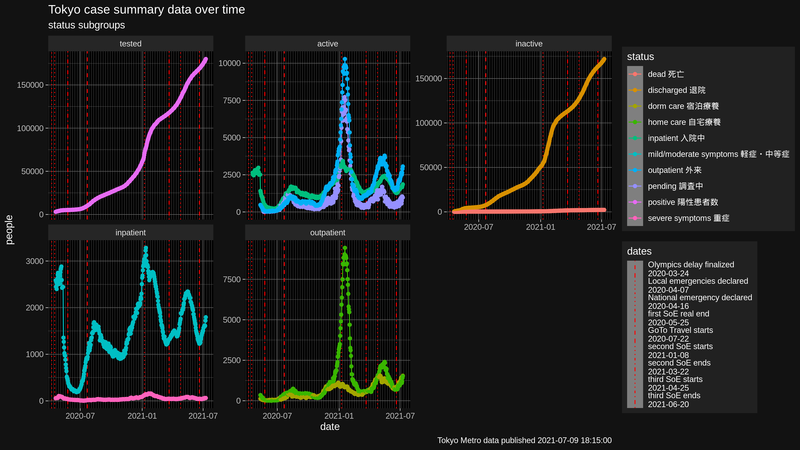 Tokyo case summary data over time
status subgroups
tested
active
inactive
150000
100000
50000
0
10000
7500
5000
2500
0
150000
100000
50000
0
2020-07
2021-01
2021-07
people
inpatient
outpatient
3000
2000
1000
0
7500
5000
2500
0
2020-07
2021-01
2021-07
2020-07
2021-01
2021-07
date
status
dead 死亡
discharged 退院
dorm care 宿泊療養
home care 自宅療養
inpatient 入院中
mild/moderate symptoms 軽症・中等症
outpatient 外来
pending 調査中
positive 陽性患者数
severe symptoms 重症
dates
Olympics delay finalized
2020-03-24
Local emergencies declared
2020-04-07
National emergency declared
2020-04-16
first SoE real end
2020-05-25
GoTo Travel starts
2020-07-22
second SoE starts
2021-01-08
second SoE ends
2021-03-22
third SoE starts
2021-04-25
third SoE ends
2021-06-20
Tokyo Metro data published 2021-07-09 18:15:00